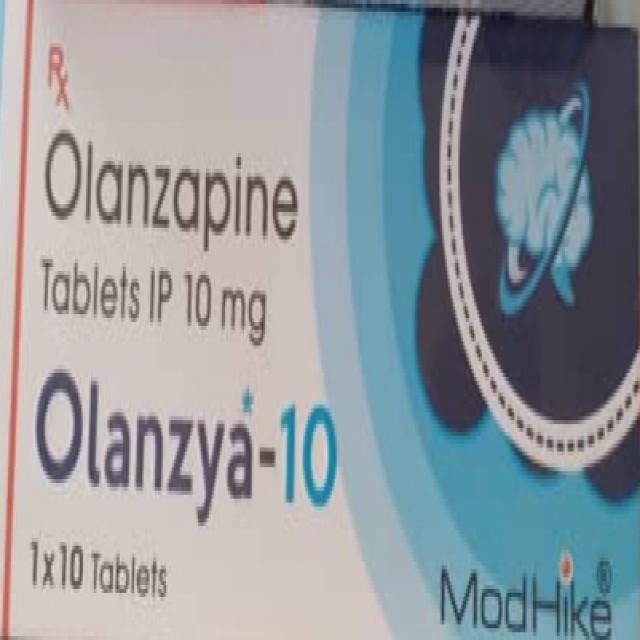 Rx
Olanzapine
Tablets IP 10 mg
Olanzya*-10
1x10 Tablets
ModHike®